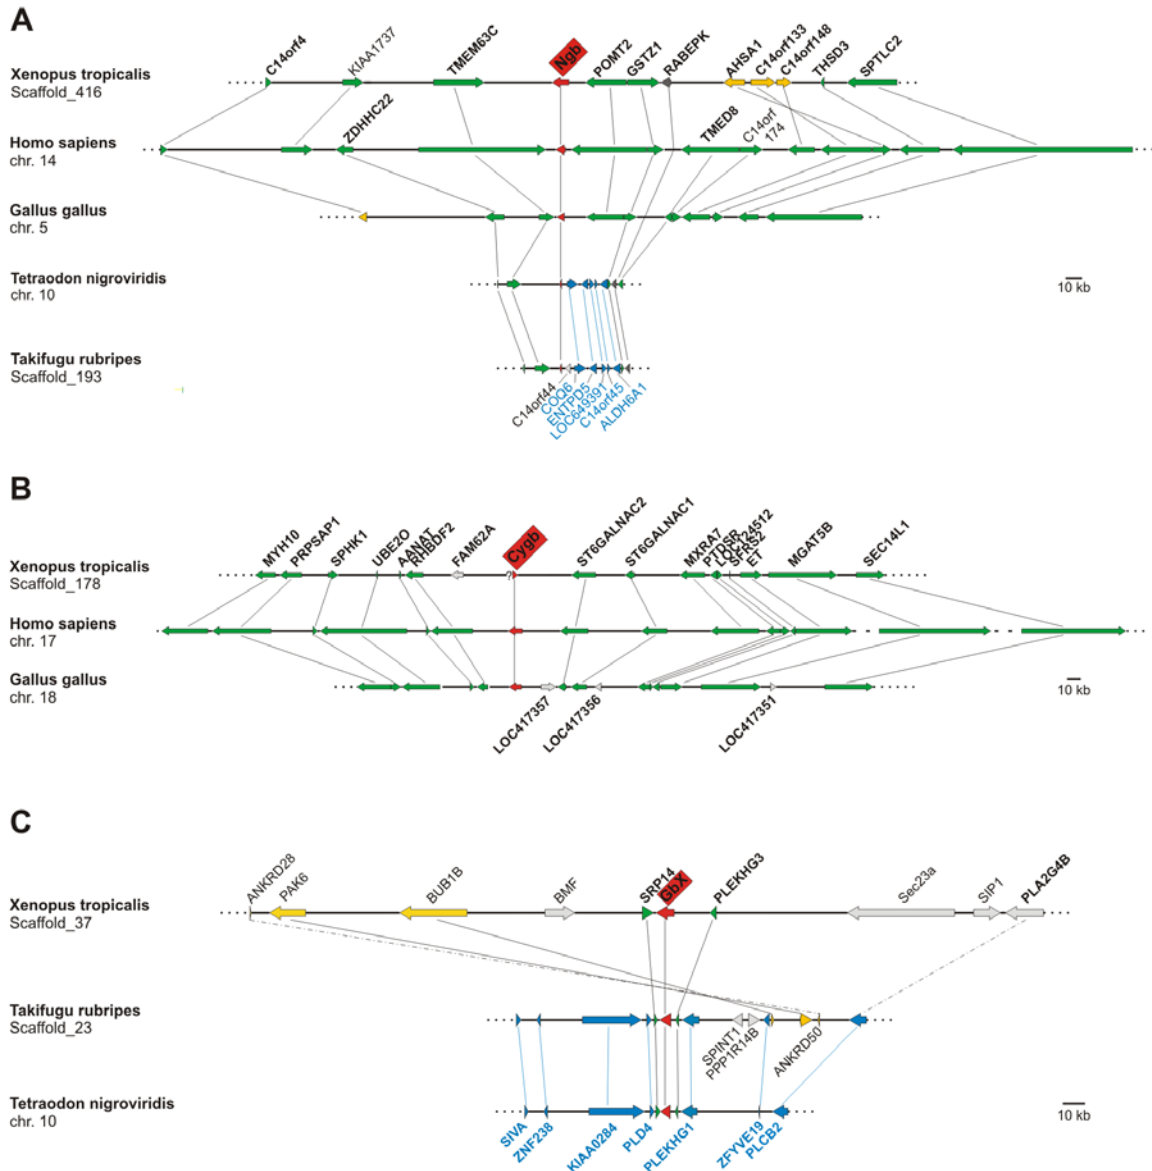 A
C14orf4
KIAA1737
TMEM63C
Ngb
POMT2
GSTZ1
RABEPK
AHSA1
C14orf133
C14orf148
THSD3
SPTLC2
Xenopus tropicalis
Scaffold_416
ZDHHC22
TMED8
C14orf
174
Homo sapiens
chr. 14
Gallus gallus
chr. 5
Tetraodon nigroviridis
chr. 10
10 kb
Takifugu rubripes
Scaffold_193
C14orf44
COQ6
ENTPD5
LOC649391
C14orf45
ALDH6A1
B
MYH10
PRPSAP1
SPHK1
UBE2O
AANAT
RHBDF2
FAM62A
Cygb
ST6GALNAC2
ST6GALNAC1
MXRA7
PTDSR
SFRS2
ET
MGAT5B
SEC14L1
Xenopus tropicalis
Scaffold_178
?
Homo sapiens
chr. 17
Gallus gallus
chr. 18
10 kb
LOC417357
LOC417356
LOC417351
C
ANKRD28
PAK6
BUB1B
BMF
SRP14
GbX
PLEKHG3
Sec23a
SIP1
PLA2G4B
Xenopus tropicalis
Scaffold_37
Takifugu rubripes
Scaffold_23
SPINT1
PPP1R14B
ANKRD50
Tetraodon nigroviridis
chr. 10
10 kb
SIVA
ZNF238
KIAA0284
PLD4
PLEKHG1
ZFYVE19
PLCB2